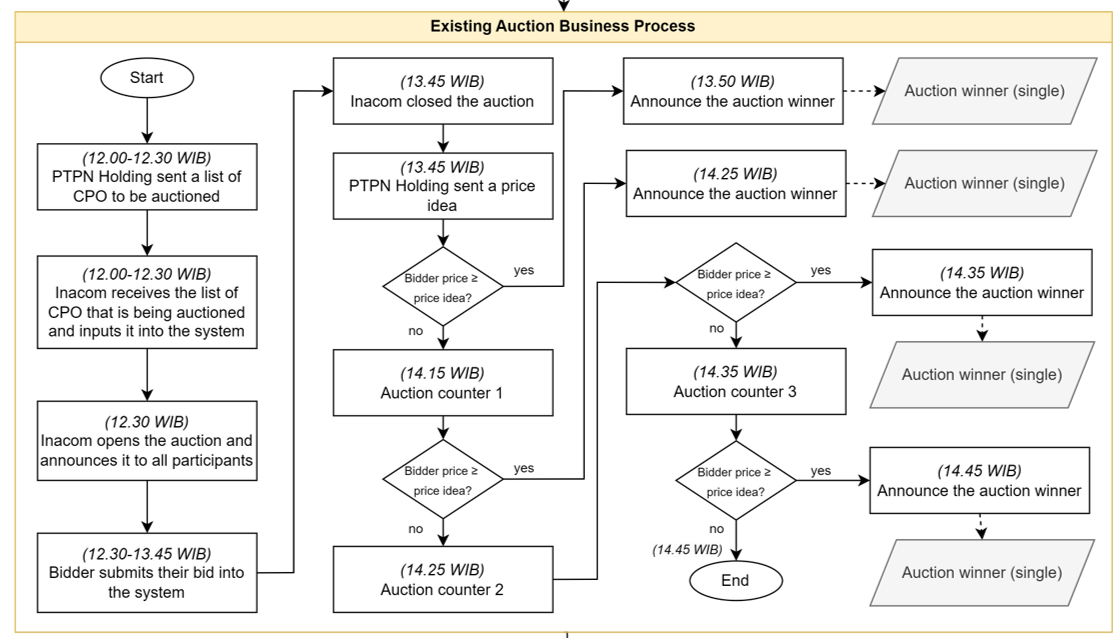 Existing Auction Business Process
Start
(12.00-12.30 WIB)
PTPN Holding sent a list of
CPO to be auctioned
(12.00-12.30 WIB)
Inacom receives the list of
CPO that is being auctioned
and inputs it into the system
(12.30 WIB)
Inacom opens the auction and
announces it to all participants
(12.30-13.45 WIB)
Bidder submits their bid into
the system
(13.45 WIB)
Inacom closed the auction
(13.45 WIB)
PTPN Holding sent a price
idea
Bidder price ≥
price idea?
yes
no
(14.15 WIB)
Auction counter 1
Bidder price ≥
price idea?
yes
no
(14.25 WIB)
Auction counter 2
(13.50 WIB)
Announce the auction winner
Auction winner (single)
(14.25 WIB)
Announce the auction winner
Auction winner (single)
Bidder price ≥
price idea?
yes
no
(14.35 WIB)
Announce the auction winner
Auction winner (single)
(14.35 WIB)
Auction counter 3
Bidder price ≥
price idea?
yes
no
(14.45 WIB)
Announce the auction winner
Auction winner (single)
(14.45 WIB)
End